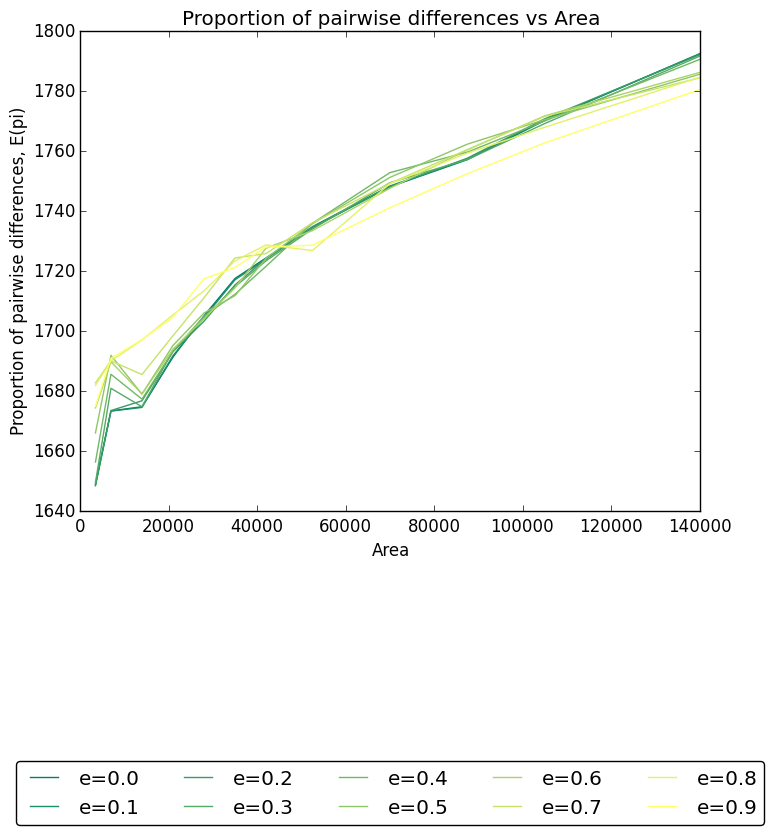 Proportion of pairwise differences vs Area
Proportion of pairwise differences, E(pi)
1800
1780
1760
1740
1720
1700
1680
1660
1640
0 20000 40000 60000 80000 100000 120000 140000
Area
e=0.0 e=0.2 e=0.4 e=0.6 e=0.8
e=0.1 e=0.3 e=0.5 e=0.7 e=0.9